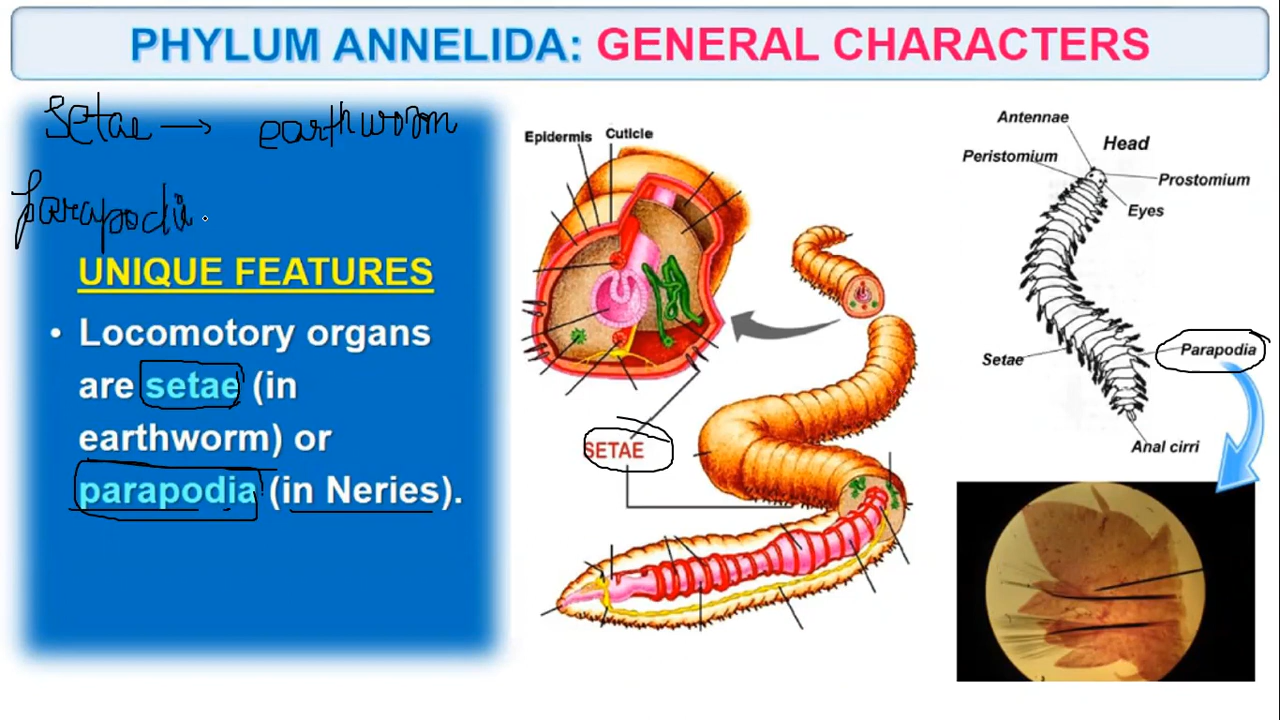 PHYLUM ANNELIDA: GENERAL CHARACTERS
Setae → earthworm
parapodia
UNIQUE FEATURES
• Locomotory organs
are setae (in
earthworm) or
parapodia (in Neries).
Epidermis Cuticle
SETAE
Antennae
Head
Peristomium
Prostomium
Eyes
Setae
Parapodia
Anal cirri